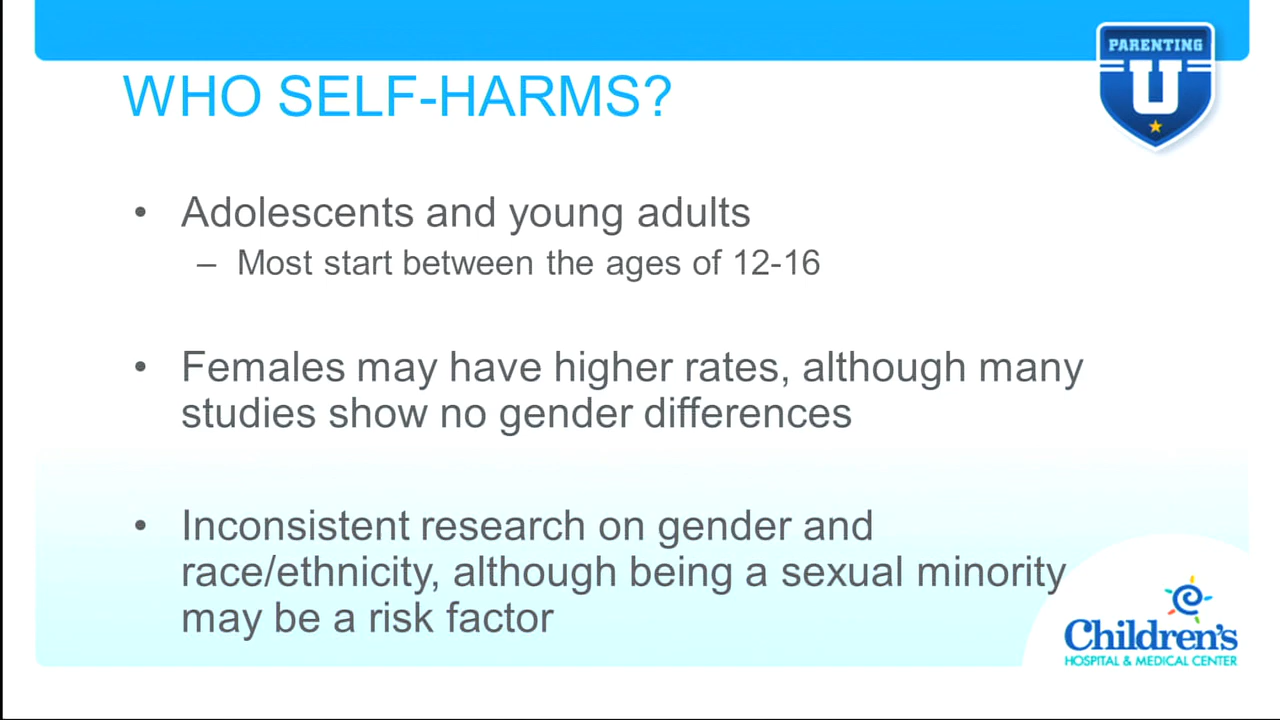 PARENTING
U
WHO SELF-HARMS?
• Adolescents and young adults
– Most start between the ages of 12-16
• Females may have higher rates, although many
studies show no gender differences
• Inconsistent research on gender and
race/ethnicity, although being a sexual minority
may be a risk factor
Children's
HOSPITAL & MEDICAL CENTER